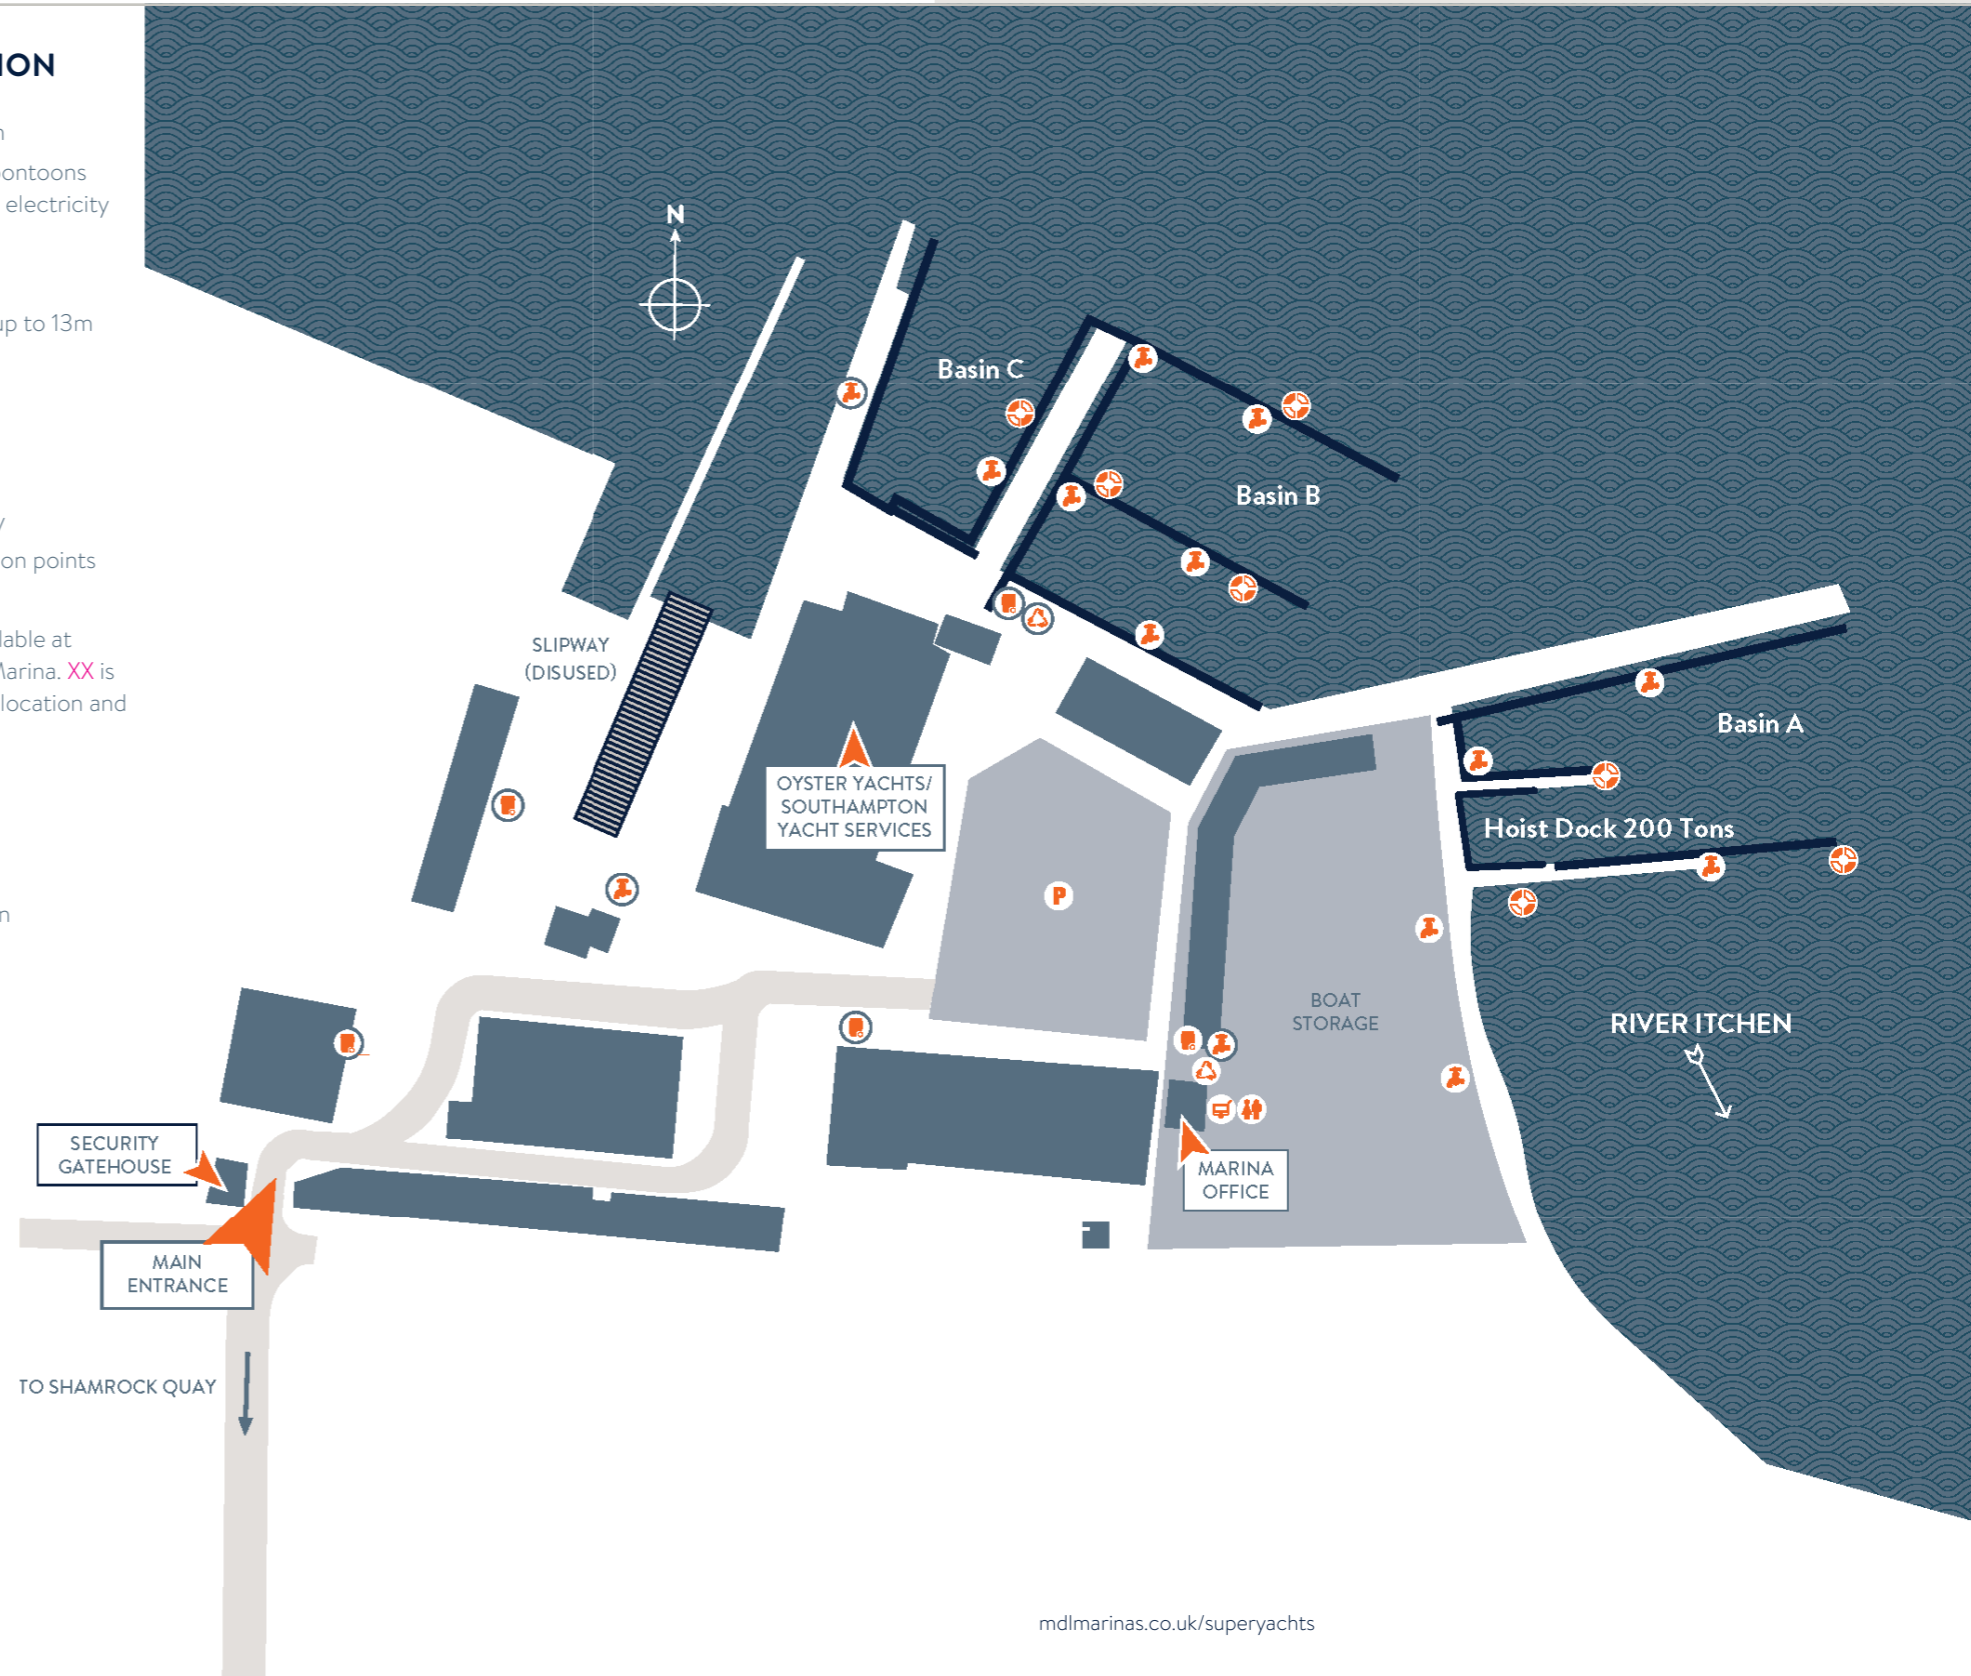 ION
n
ontoons
electricity
up to 13m
y
on points
lable at
Marina. XX is
location and
n
N
Basin C
Basin B
Basin A
Hoist Dock 200 Tons
SLIPWAY
(DISUSED)
OYSTER YACHTS/
SOUTHAMPTON
YACHT SERVICES
P
BOAT
STORAGE
RIVER ITCHEN
SECURITY
GATEHOUSE
MARINA
OFFICE
MAIN
ENTRANCE
TO SHAMROCK QUAY
mdlmarinas.co.uk/superyachts